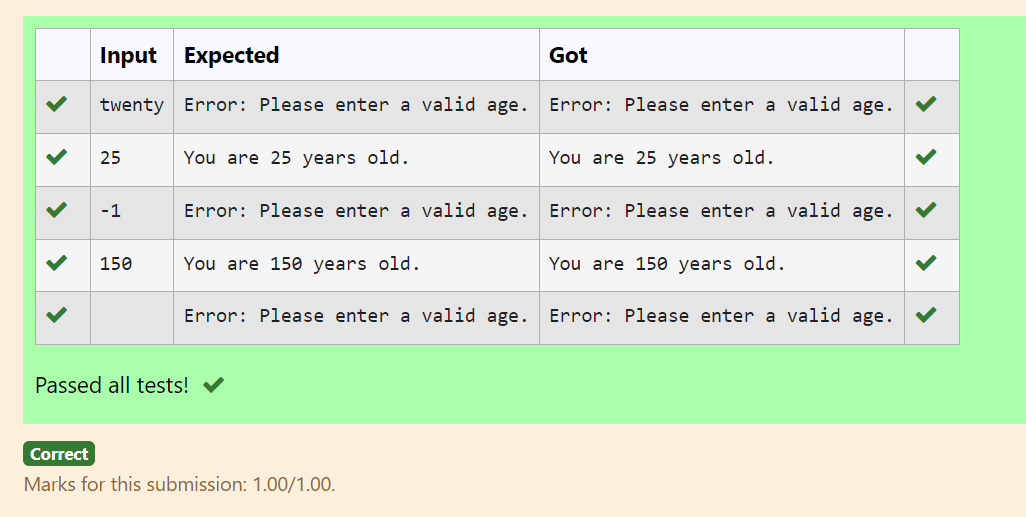 Input Expected Got
twenty Error: Please enter a valid age. Error: Please enter a valid age.
25 You are 25 years old. You are 25 years old.
-1 Error: Please enter a valid age. Error: Please enter a valid age.
150 You are 150 years old. You are 150 years old.
Error: Please enter a valid age. Error: Please enter a valid age.
Passed all tests!
Correct
Marks for this submission: 1.00/1.00.